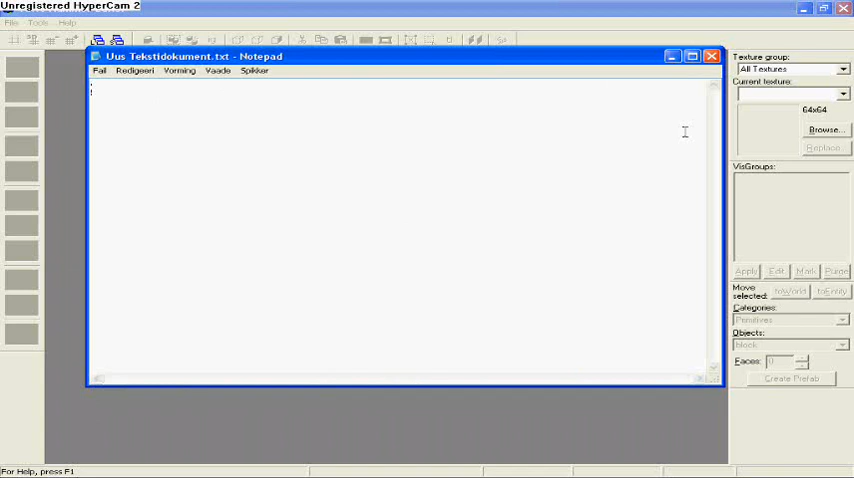 Unregistered HyperCam 2
File Tools Help
Uus Tekstidokument.txt - Notepad
Fail Redigeeri Vorming Vaade Spikker
Texture group:
All Textures
Current texture:
64x64
Browse...
Replace...
VisGroups:
Apply Edit Mark Purge
Move selected: toWorld toEntity
Categories:
Primitives
Objects:
block
Faces: 0
Create Prefab
For Help, press F1